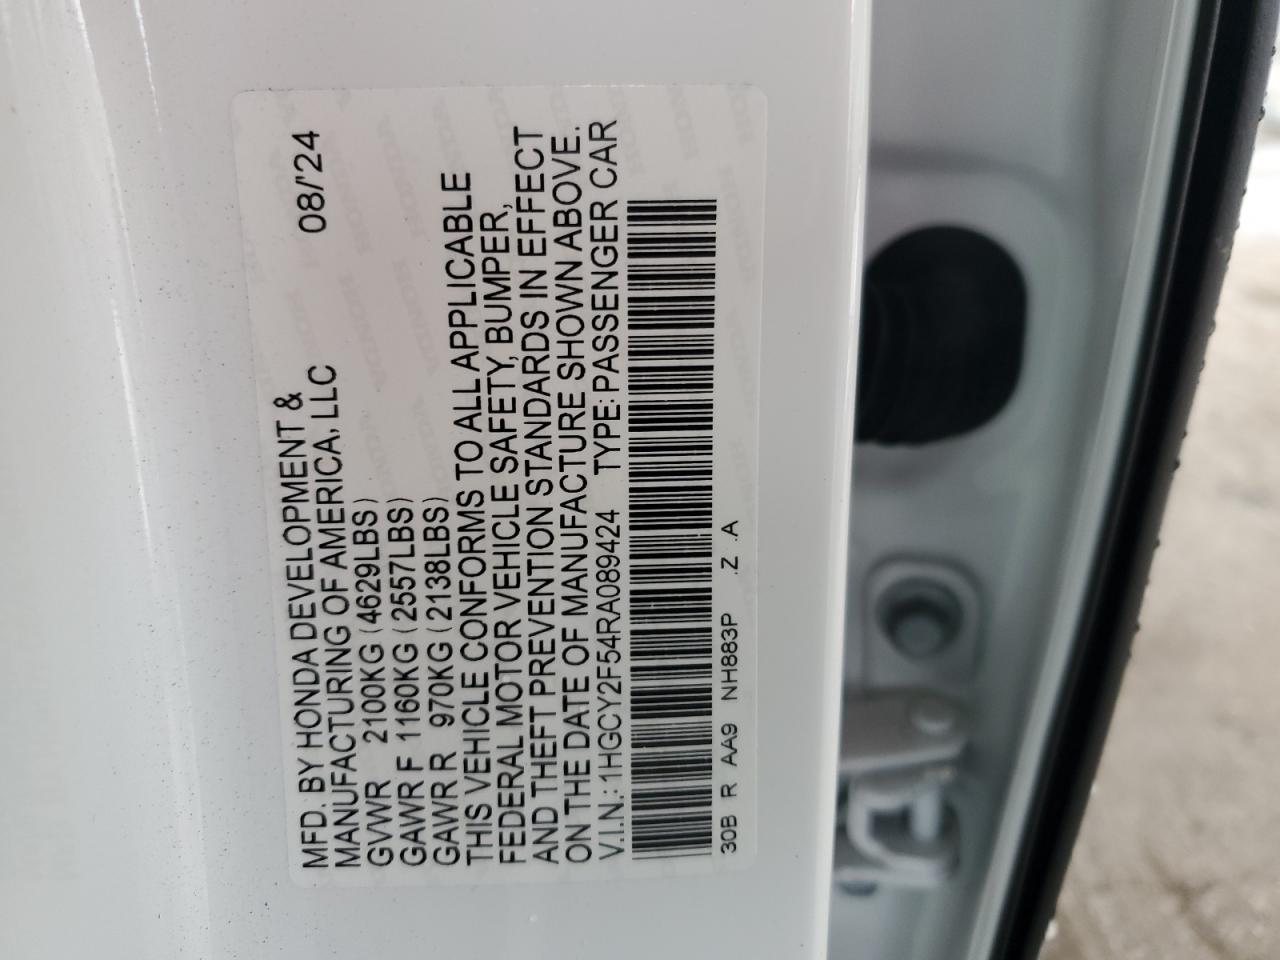 MFD. BY HONDA DEVELOPMENT & 08/'24
MANUFACTURING OF AMERICA, LLC
GVWR 2100KG (4629LBS)
GAWR F 1160KG (2557LBS)
GAWR R 970KG (2138LBS)
THIS VEHICLE CONFORMS TO ALL APPLICABLE
FEDERAL MOTOR VEHICLE SAFETY, BUMPER,
AND THEFT PREVENTION STANDARDS IN EFFECT
ON THE DATE OF MANUFACTURE SHOWN ABOVE.
V.I.N.: 1HGCY2F54RA089424 TYPE: PASSENGER CAR
30B R AA9 NH883P .Z .A